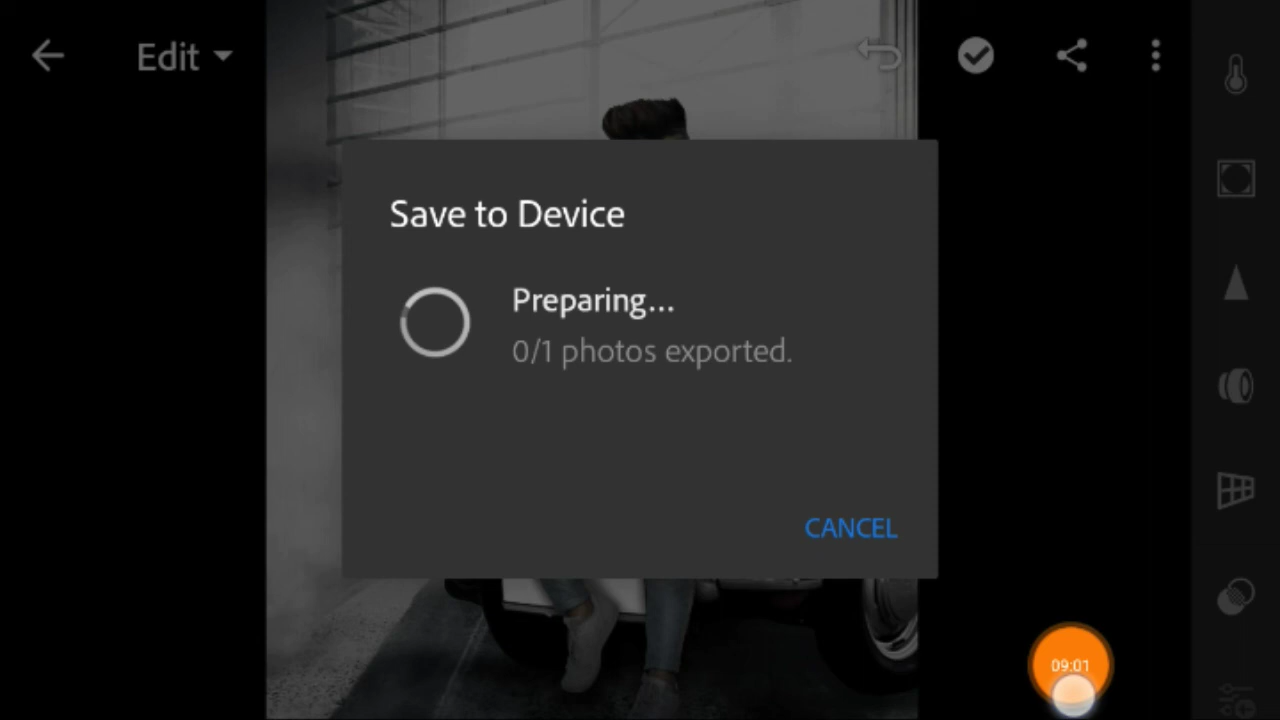 Edit
Save to Device
Preparing...
0/1 photos exported.
CANCEL
09:01